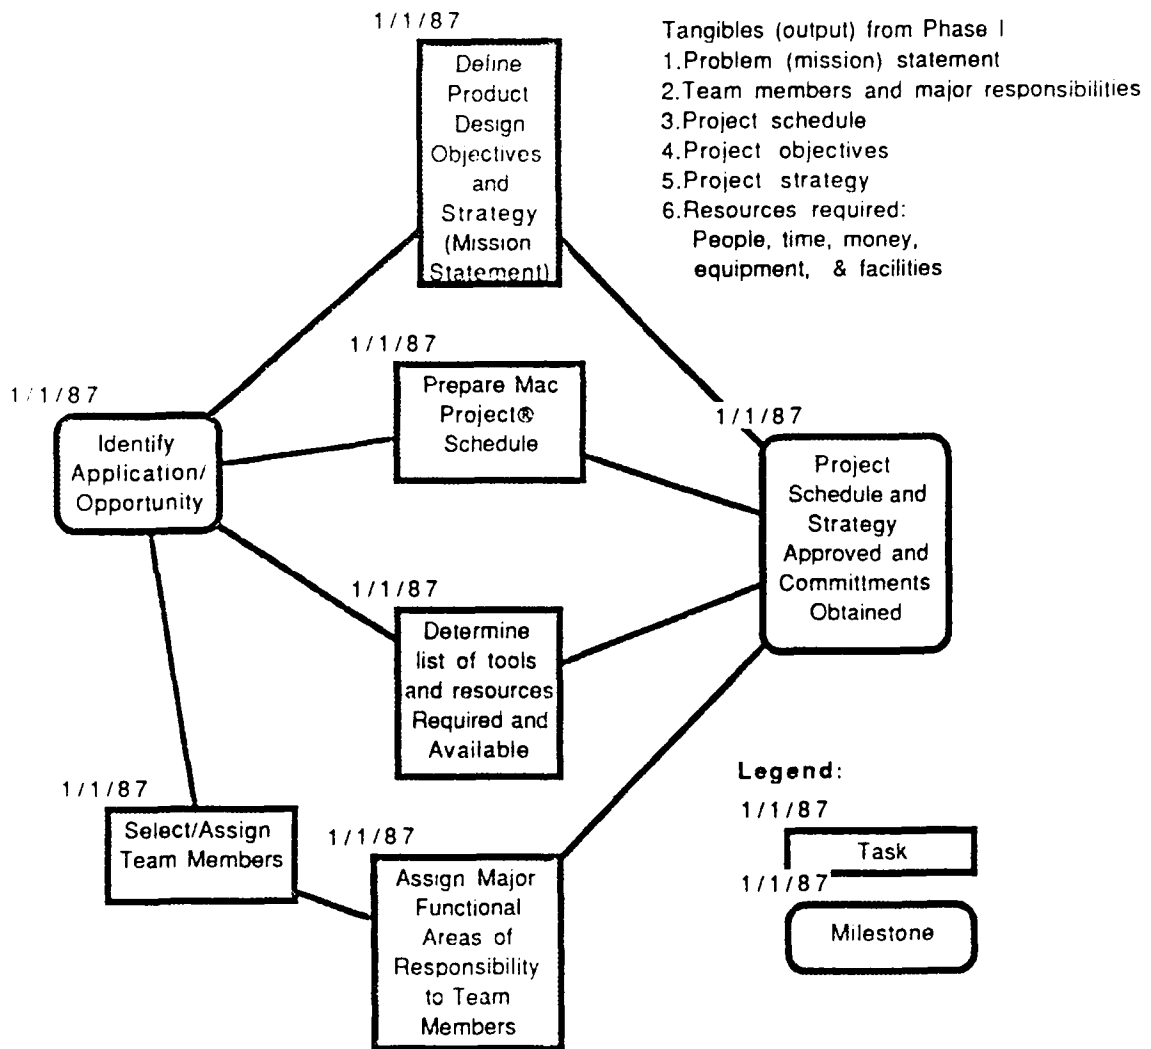 1/1/87
Define
Product
Design
Objectives
and
Strategy
(Mission
Statement)
Tangibles (output) from Phase I
1.Problem (mission) statement
2.Team members and major responsibilities
3.Project schedule
4.Project objectives
5.Project strategy
6.Resources required:
People, time, money,
equipment, & facilities
1/1/87
Prepare Mac
Project®
Schedule
1/1/87
Identify
Application/
Opportunity
1/1/87
Project
Schedule and
Strategy
Approved and
Committments
Obtained
1/1/87
Determine
list of tools
and resources
Required and
Available
1/1/87
Select/Assign
Team Members
1/1/87
Assign Major
Functional
Areas of
Responsibility
to Team
Members
Legend:
1/1/87
Task
1/1/87
Milestone